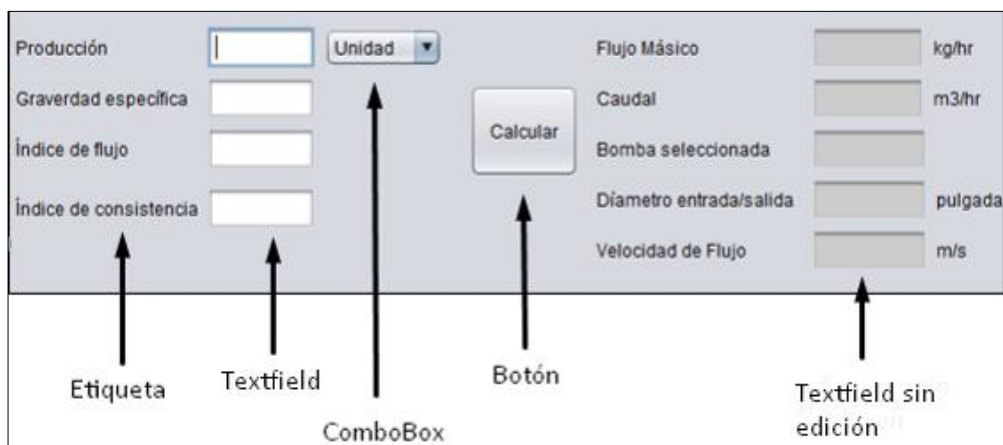 Producción
Unidad
Flujo Másico
kg/hr
Graverdad específica
Caudal
m3/hr
Calcular
Índice de flujo
Bomba seleccionada
Índice de consistencia
Díametro entrada/salida
pulgada
Velocidad de Flujo
m/s
Etiqueta
Textfield
ComboBox
Botón
Textfield sin
edición